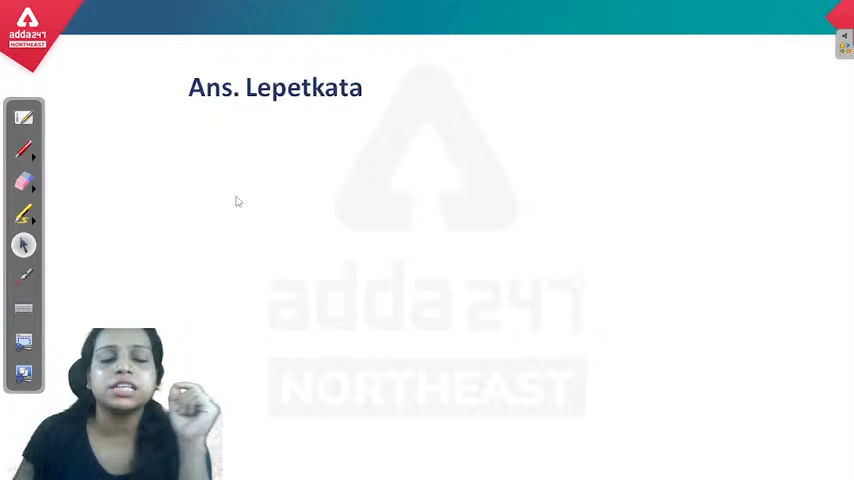 adda247
NORTHEAST
Ans. Lepetkata
adda247
NORTHEAST